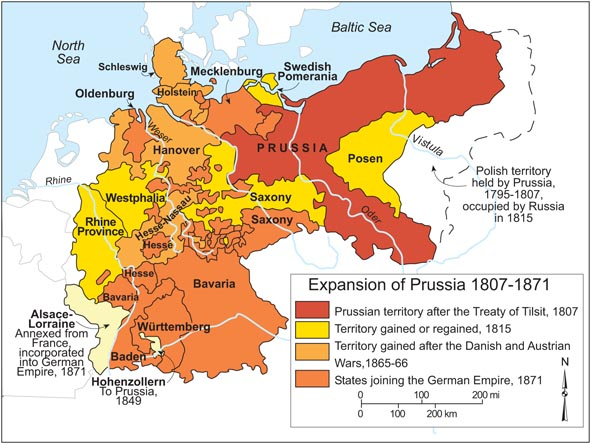 North
Sea
Baltic Sea
Schleswig
Holstein
Mecklenburg
Swedish
Pomerania
Oldenburg
Weser
Hanover
PRUSSIA
Posen
Vistula
Polish territory
held by Prussia,
1795-1807,
occupied by Russia
in 1815
Rhine
Westphalia
Rhine
Province
Hesse-Nassau
Saxony
Saxony
Oder
Hesse
Hesse
Bavaria
Bavaria
Alsace-
Lorraine
Annexed from
France,
incorporated
into German
Empire, 1871
Württemberg
Baden
Hohenzollern
To Prussia,
1849
Expansion of Prussia 1807-1871
Prussian territory after the Treaty of Tilsit, 1807
Territory gained or regained, 1815
Territory gained after the Danish and Austrian
Wars,1865-66
States joining the German Empire, 1871
N
0 100 200 mi
0 100 200 km